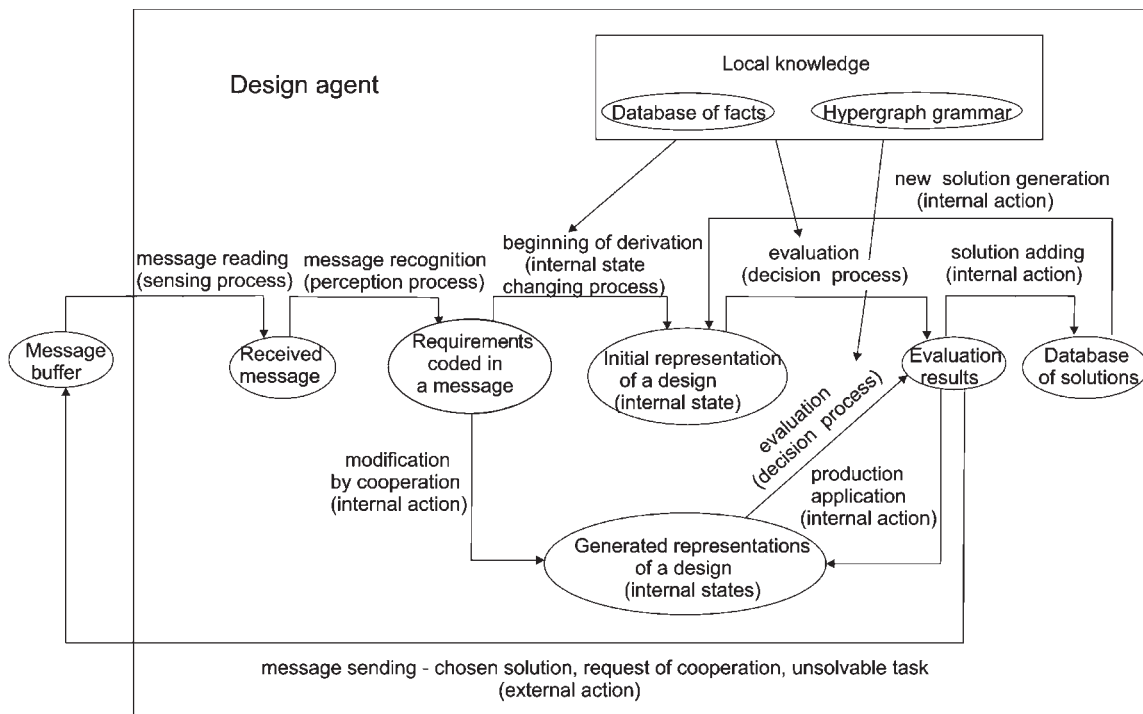 Design agent
Local knowledge
Database of facts
Hypergraph grammar
new solution generation
(internal action)
message reading
(sensing process)
message recognition
(perception process)
beginning of derivation
(internal state
changing process)
evaluation
(decision process)
solution adding
(internal action)
Message
buffer
Received
message
Requirements
coded in
a message
Initial representation
of a design
(internal state)
Evaluation
results
Database
of solutions
evaluation
(decision process)
modification
by cooperation
(internal action)
production
application
(internal action)
Generated representations
of a design
(internal states)
message sending - chosen solution, request of cooperation, unsolvable task
(external action)